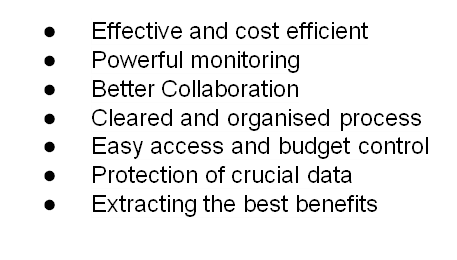 ● Effective and cost efficient
● Powerful monitoring
● Better Collaboration
● Cleared and organised process
● Easy access and budget control
● Protection of crucial data
● Extracting the best benefits